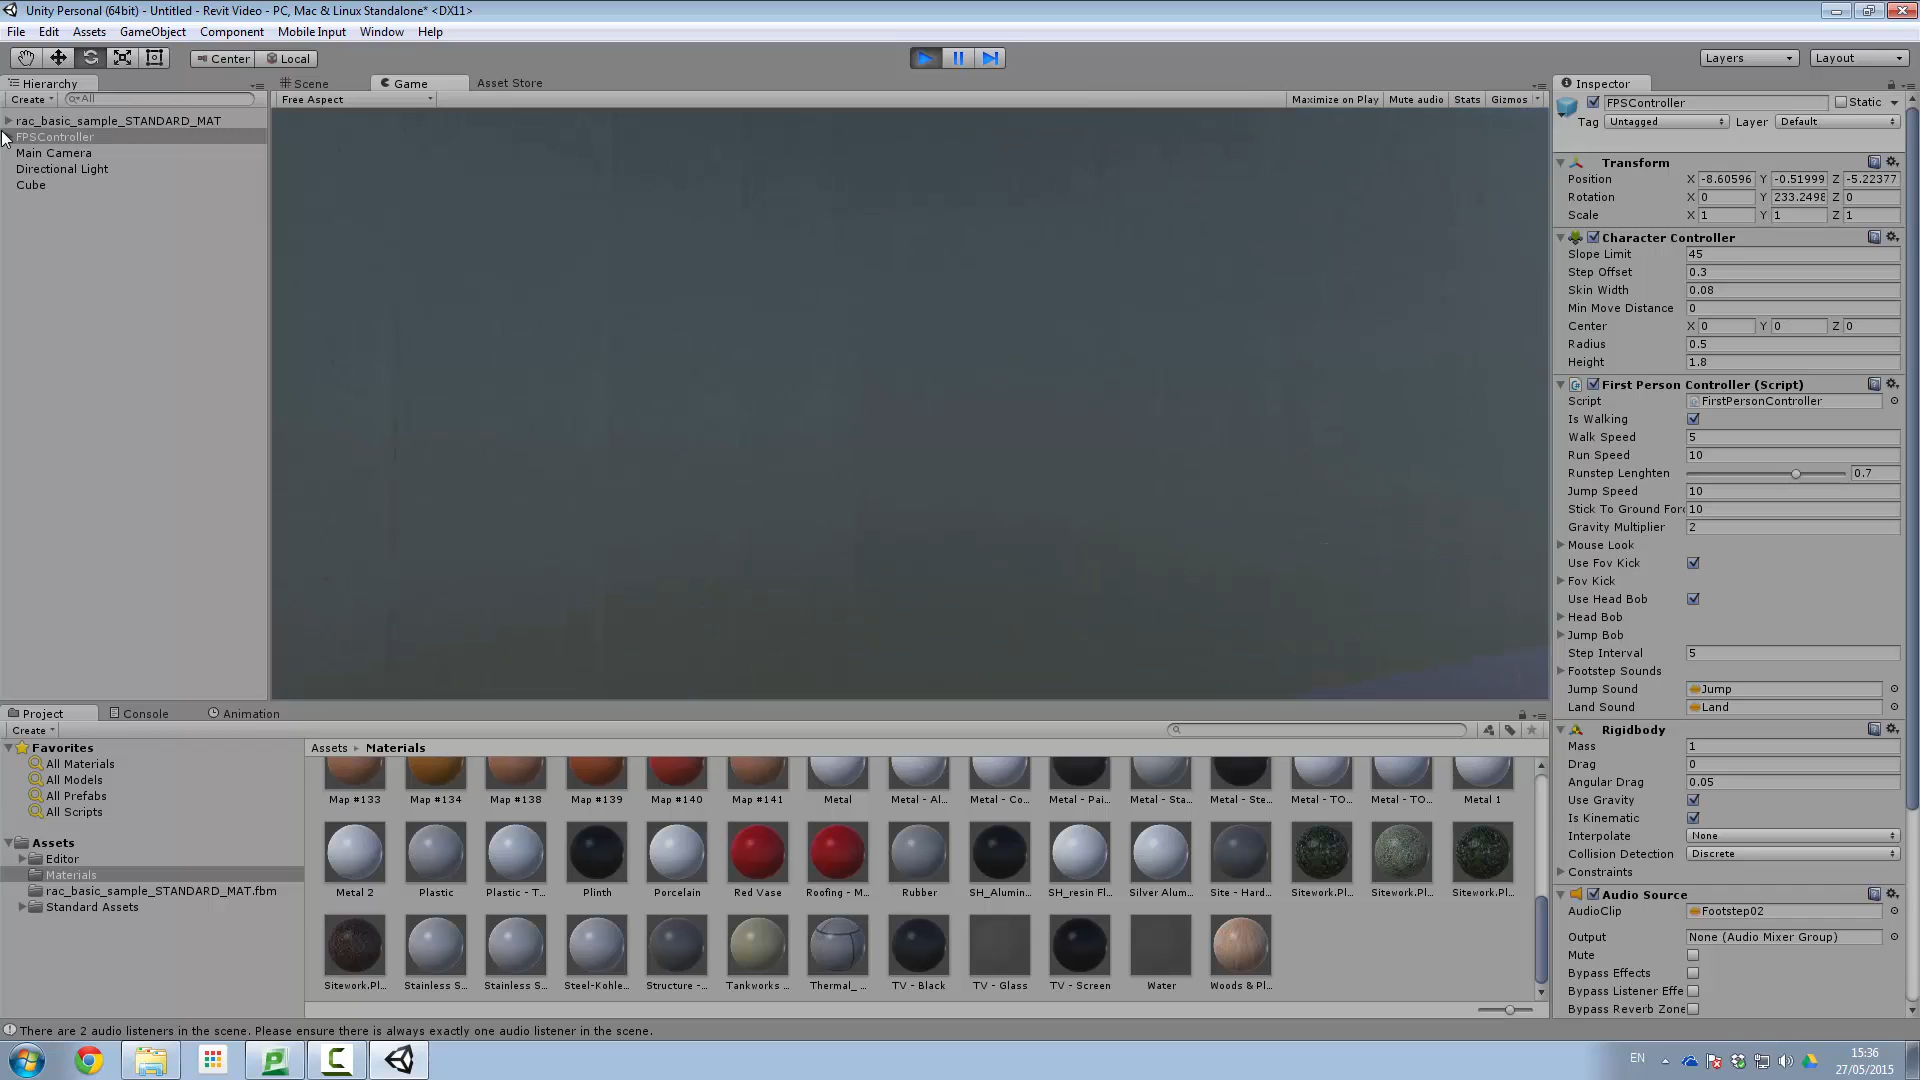 Unity Personal (64bit) - Untitled - Revit Video - PC, Mac & Linux Standalone* <DX11>
File Edit Assets GameObject Component Mobile Input Window Help
Center Local Layers Layout
Hierarchy Scene Game Asset Store Inspector
Create All Free Aspect Maximize on Play Mute audio Stats Gizmos
rac_basic_sample_STANDARD_MAT
FPSController
Main Camera
Directional Light
Cube
FPSController Static
Tag Untagged Layer Default
Transform
Position X -8.60596 Y -0.51999 Z -5.22377
Rotation X 0 Y 233.2498 Z 0
Scale X 1 Y 1 Z 1
Character Controller
Slope Limit 45
Step Offset 0.3
Skin Width 0.08
Min Move Distance 0
Center X 0 Y 0 Z 0
Radius 0.5
Height 1.8
First Person Controller (Script)
Script FirstPersonController
Is Walking
Walk Speed 5
Run Speed 10
Runstep Lenghten 0.7
Jump Speed 10
Stick To Ground For 10
Gravity Multiplier 2
Mouse Look
Use Fov Kick
Fov Kick
Use Head Bob
Head Bob
Jump Bob
Step Interval 5
Footstep Sounds
Jump Sound Jump
Land Sound Land
Rigidbody
Mass 1
Drag 0
Angular Drag 0.05
Use Gravity
Is Kinematic
Interpolate None
Collision Detection Discrete
Constraints
Audio Source
AudioClip Footstep02
Output None (Audio Mixer Group)
Mute
Bypass Effects
Bypass Listener Effe
Bypass Reverb Zone
Project Console Animation
Create
Favorites
All Materials
All Models
All Prefabs
All Scripts
Assets
Editor
Materials
rac_basic_sample_STANDARD_MAT.fbm
Standard Assets
Assets Materials
Map #133 Map #134 Map #138 Map #139 Map #140 Map #141 Metal Metal - Al... Metal - Co... Metal - Pai... Metal - Sta... Metal - Ste... Metal - TO... Metal - TO... Metal 1
Metal 2 Plastic Plastic - T... Plinth Porcelain Red Vase Roofing - M... Rubber SH_Alumin... SH_resin Fl... Silver Alum... Site - Hard... Sitework.Pl... Sitework.Pl... Sitework.Pl...
Sitework.Pl... Stainless S... Stainless S... Steel-Kohle... Structure -... Tankworks ... Thermal_ ... TV - Black TV - Glass TV - Screen Water Woods & Pl...
There are 2 audio listeners in the scene. Please ensure there is always exactly one audio listener in the scene.
EN
15:36
27/05/2015